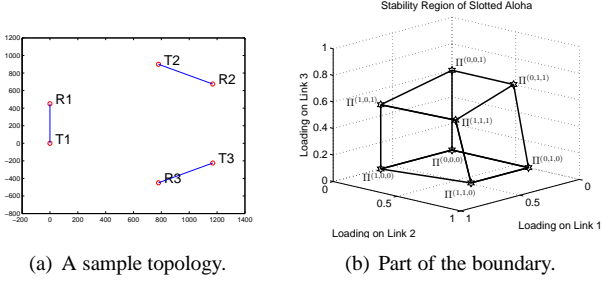 Stability Region of Slotted Aloha
1200
1000
800
600
400
200
0
−200
−400
−600
−800
−400 −200 0 200 400 600 800 1000 1200 1400
T2
R2
R1
T1
T3
R3
Loading on Link 3
1
0.8
0.6
0.4
0.2
0
Π(0,0,1)
Π(0,1,1)
Π(1,0,1)
Π(1,1,1)
Π(0,0,0)
Π(0,1,0)
Π(1,0,0)
Π(1,1,0)
0
0.5
1
1
0.5
0
Loading on Link 2
Loading on Link 1
(a) A sample topology.
(b) Part of the boundary.